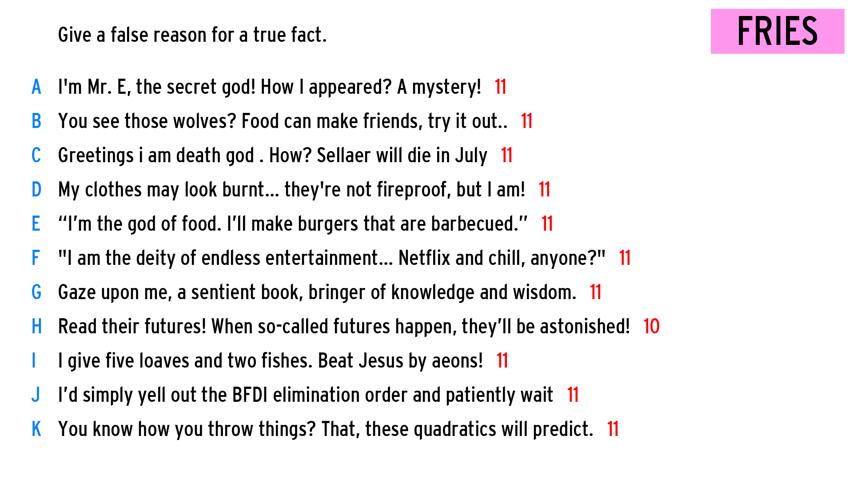 Give a false reason for a true fact.
FRIES
A I'm Mr. E, the secret god! How I appeared? A mystery! 11
B You see those wolves? Food can make friends, try it out.. 11
C Greetings i am death god . How? Sellaer will die in July 11
D My clothes may look burnt... they're not fireproof, but I am! 11
E “I’m the god of food. I’ll make burgers that are barbecued.” 11
F "I am the deity of endless entertainment... Netflix and chill, anyone?" 11
G Gaze upon me, a sentient book, bringer of knowledge and wisdom. 11
H Read their futures! When so-called futures happen, they’ll be astonished! 10
I I give five loaves and two fishes. Beat Jesus by aeons! 11
J I’d simply yell out the BFDI elimination order and patiently wait 11
K You know how you throw things? That, these quadratics will predict. 11